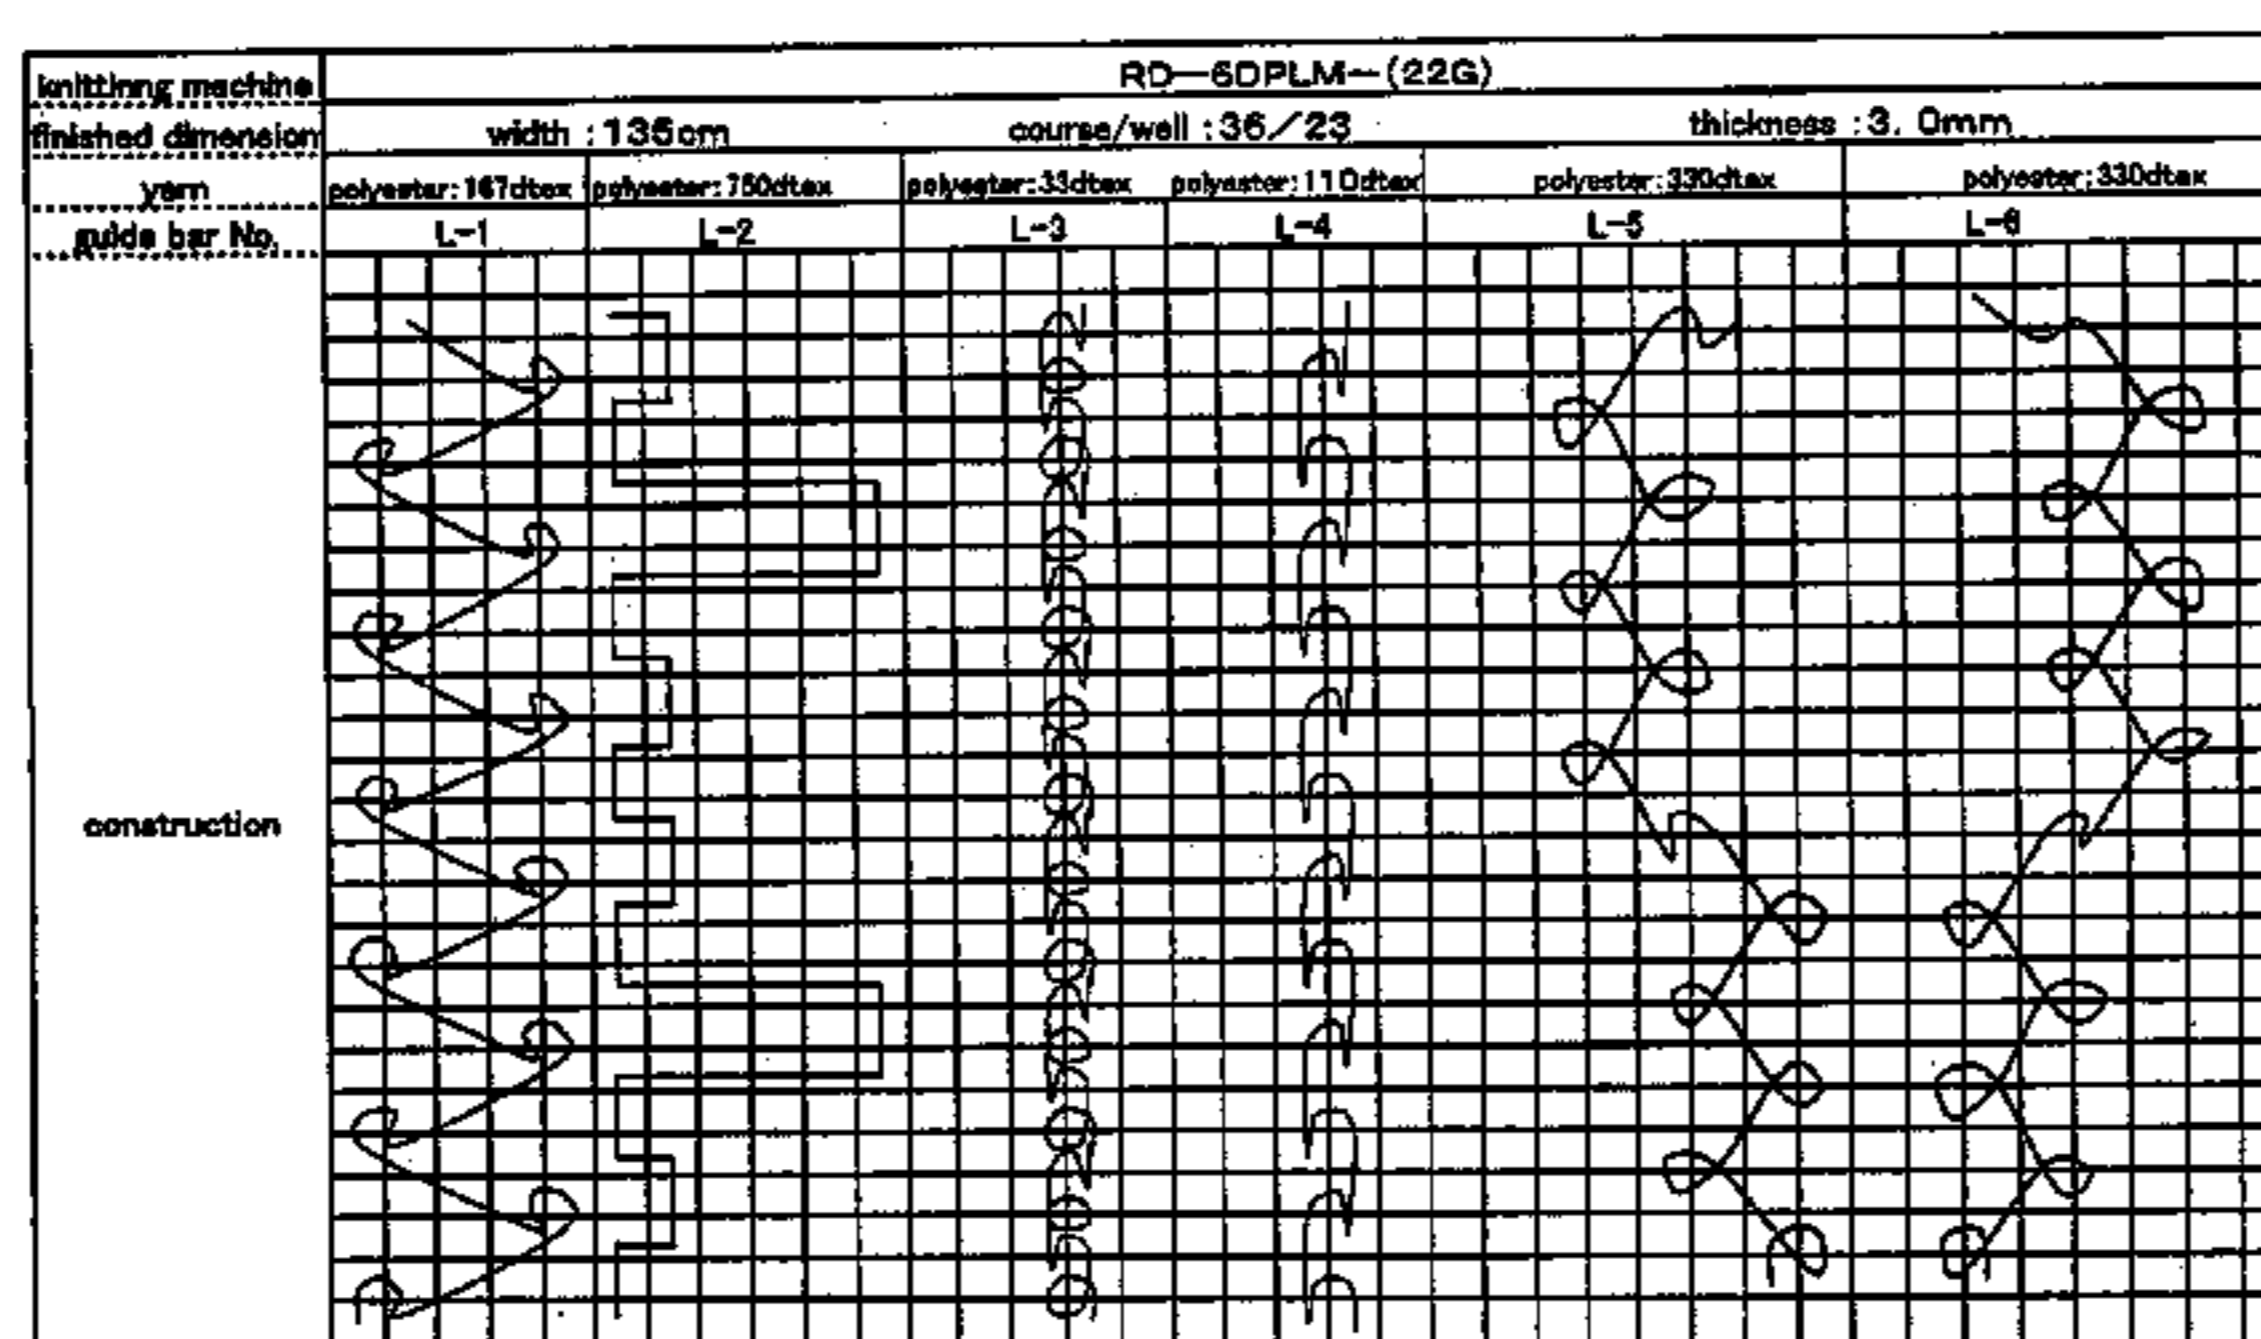 knittinng machine RD-6DPLM-(22G)
finished dimension width :135cm course/well :36/23 thickness :3. 0mm
yarn polyester:167dtex polyester:750dtex polyester:33dtex polyester:110dtex polyester:330dtex polyester:330dtex
guide bar No. L-1 L-2 L-3 L-4 L-5 L-6
construction